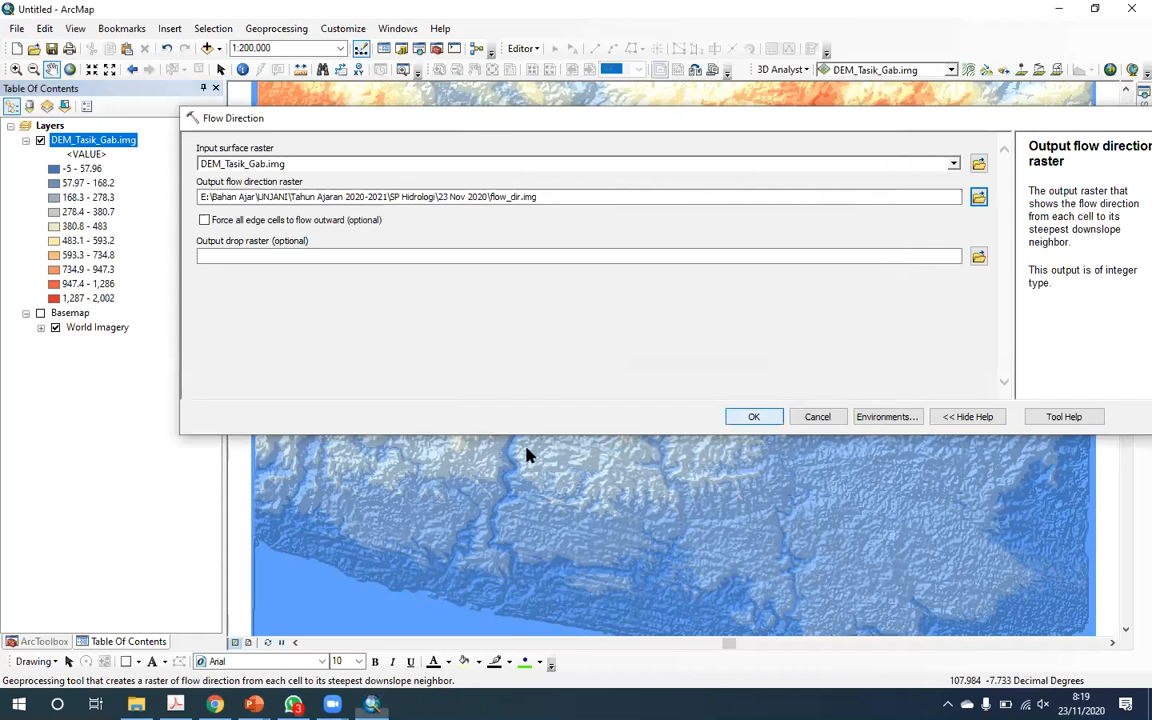 Untitled - ArcMap
File Edit View Bookmarks Insert Selection Geoprocessing Customize Windows Help
1:200,000
Editor
3D Analyst
DEM_Tasik_Gab.img
Table Of Contents
Layers
DEM_Tasik_Gab.img
<VALUE>
-5 - 57.96
57.97 - 168.2
168.3 - 278.3
278.4 - 380.7
380.8 - 483
483.1 - 593.2
593.3 - 734.8
734.9 - 947.3
947.4 - 1,286
1,287 - 2,002
Basemap
World Imagery
Flow Direction
Input surface raster
DEM_Tasik_Gab.img
Output flow direction raster
E:\Bahan Ajar\UNJANI\Tahun Ajaran 2020-2021\SP Hidrologi\23 Nov 2020\flow_dir.img
Force all edge cells to flow outward (optional)
Output drop raster (optional)
OK
Cancel
Environments...
<< Hide Help
Tool Help
Output flow direction
raster
The output raster that
shows the flow direction
from each cell to its
steepest downslope
neighbor.
This output is of integer
type.
ArcToolbox
Table Of Contents
Drawing
A
Arial
10
B I U A
Geoprocessing tool that creates a raster of flow direction from each cell to its steepest downslope neighbor.
107.984 -7.733 Decimal Degrees
3
8:19
23/11/2020